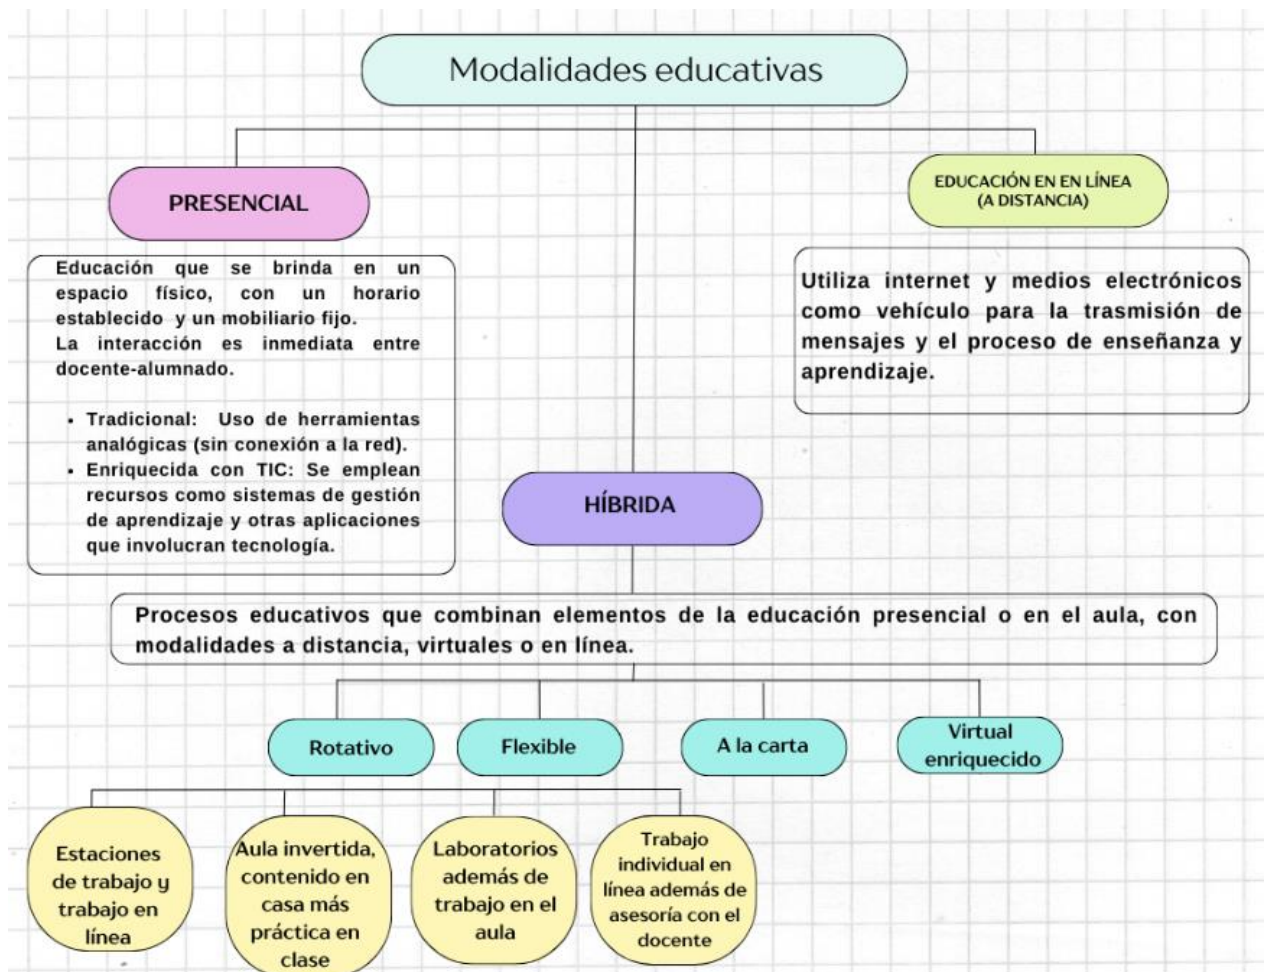 Modalidades educativas
PRESENCIAL
Educación que se brinda en un
espacio físico, con un horario
establecido y un mobiliario fijo.
La interacción es inmediata entre
docente-alumnado.
• Tradicional: Uso de herramientas
analógicas (sin conexión a la red).
• Enriquecida con TIC: Se emplean
recursos como sistemas de gestión
de aprendizaje y otras aplicaciones
que involucran tecnología.
EDUCACIÓN EN EN LÍNEA
(A DISTANCIA)
Utiliza internet y medios electrónicos
como vehículo para la trasmisión de
mensajes y el proceso de enseñanza y
aprendizaje.
HÍBRIDA
Procesos educativos que combinan elementos de la educación presencial o en el aula, con
modalidades a distancia, virtuales o en línea.
Rotativo
Flexible
A la carta
Virtual
enriquecido
Estaciones
de trabajo y
trabajo en
línea
Aula invertida,
contenido en
casa más
práctica en
clase
Laboratorios
además de
trabajo en el
aula
Trabajo
individual en
línea además de
asesoría con el
docente